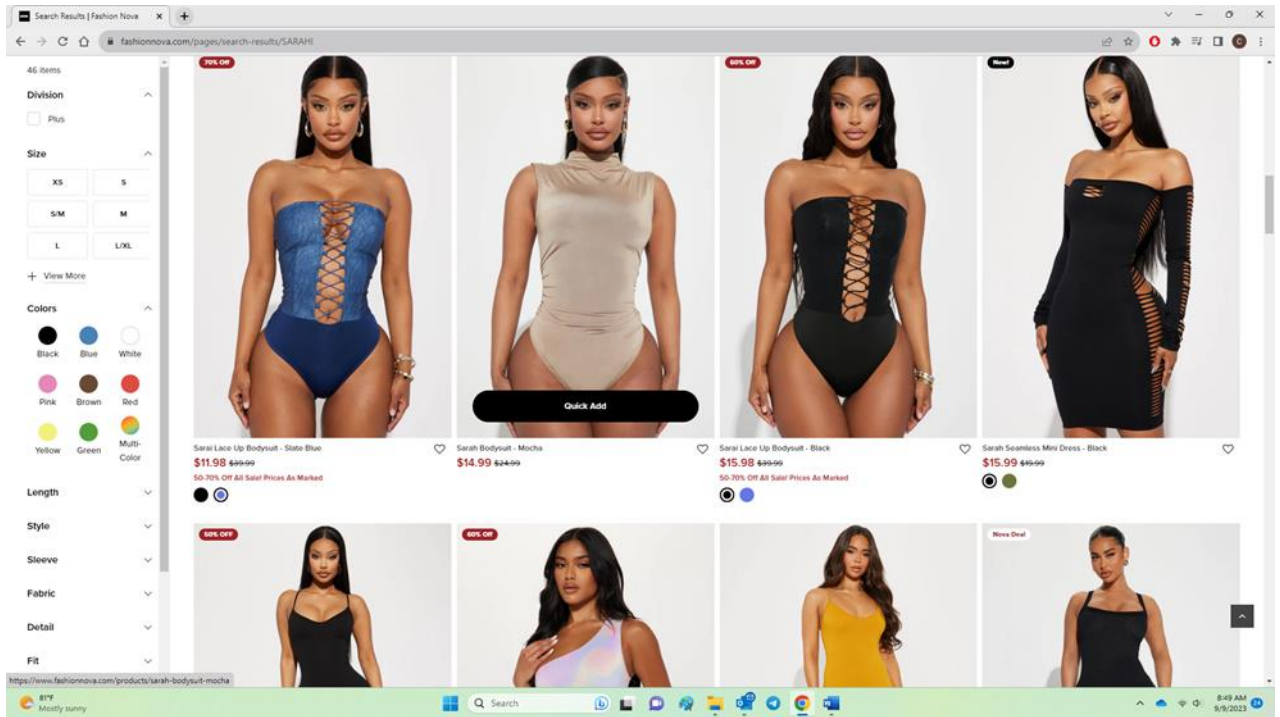 Search Results | Fashion Nova
fashionnova.com/pages/search-results/SARAHI
46 items
Division
Plus
Size
XS S
S/M M
L L/XL
+ View More
Colors
Black Blue White
Pink Brown Red
Yellow Green Multi-Color
Length
Style
Sleeve
Fabric
Detail
Fit
70% Off
60% Off
New!
Quick Add
Sarai Lace Up Bodysuit - Slate Blue
$11.98 $39.99
50-70% Off All Sale! Prices As Marked
Sarah Bodysuit - Mocha
$14.99 $24.99
Sarai Lace Up Bodysuit - Black
$15.98 $39.99
50-70% Off All Sale! Prices As Marked
Sarah Seamless Mini Dress - Black
$15.99 $19.99
50% OFF
60% Off
Nova Deal
https://www.fashionnova.com/products/sarah-bodysuit-mocha
81°F
Mostly sunny
Search
8:49 AM
9/9/2023